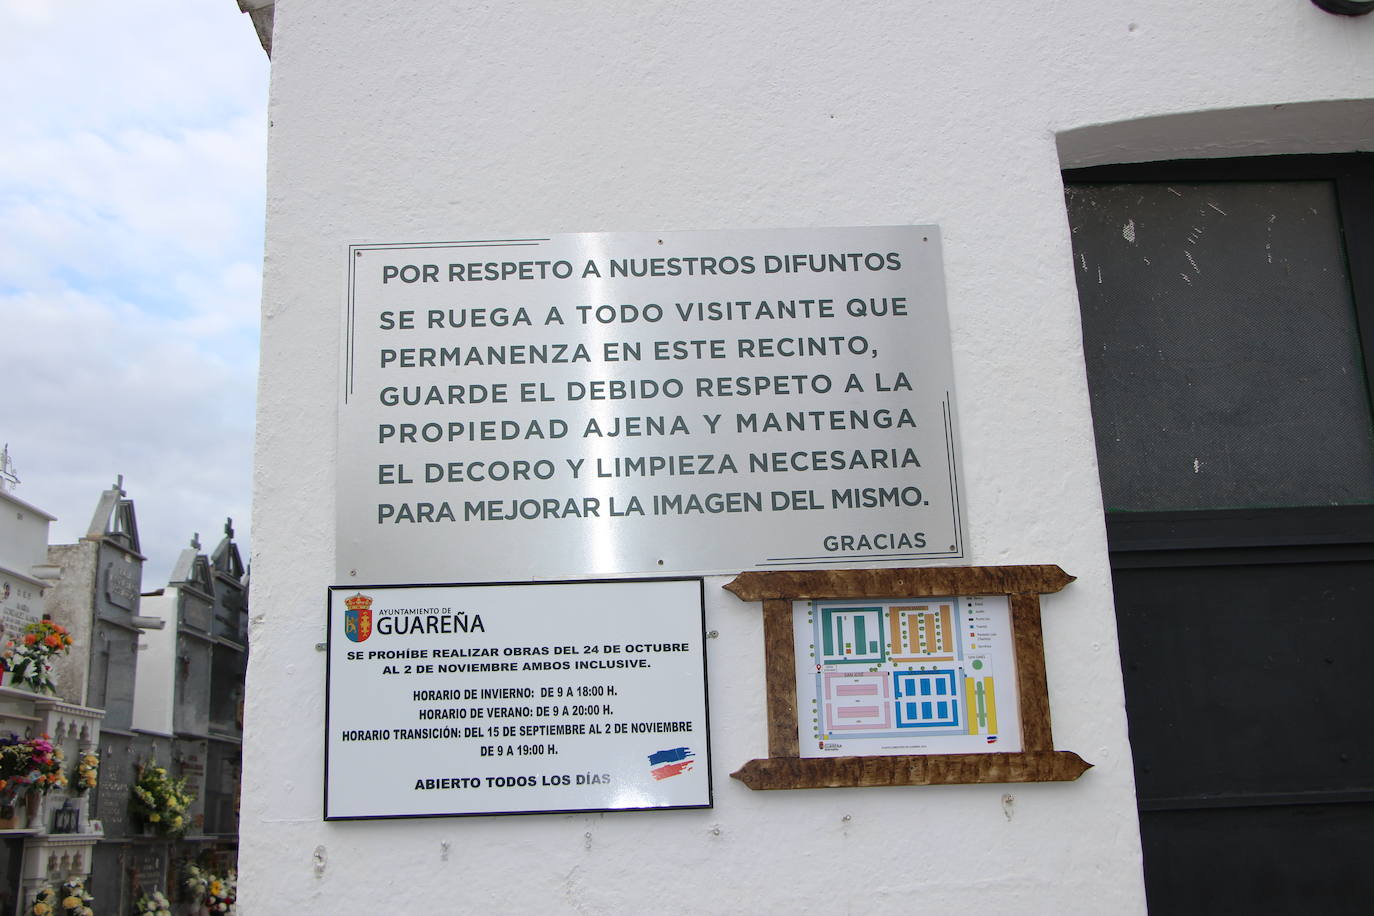 POR RESPETO A NUESTROS DIFUNTOS
SE RUEGA A TODO VISITANTE QUE
PERMANENZA EN ESTE RECINTO,
GUARDE EL DEBIDO RESPETO A LA
PROPIEDAD AJENA Y MANTENGA
EL DECORO Y LIMPIEZA NECESARIA
PARA MEJORAR LA IMAGEN DEL MISMO.
GRACIAS
AYUNTAMIENTO DE
GUAREÑA
SE PROHÍBE REALIZAR OBRAS DEL 24 DE OCTUBRE
AL 2 DE NOVIEMBRE AMBOS INCLUSIVE.
HORARIO DE INVIERNO: DE 9 A 18:00 H.
HORARIO DE VERANO: DE 9 A 20:00 H.
HORARIO TRANSICIÓN: DEL 15 DE SEPTIEMBRE AL 2 DE NOVIEMBRE
DE 9 A 19:00 H.
ABIERTO TODOS LOS DÍAS
SAN JOSÉ
GUAREÑA